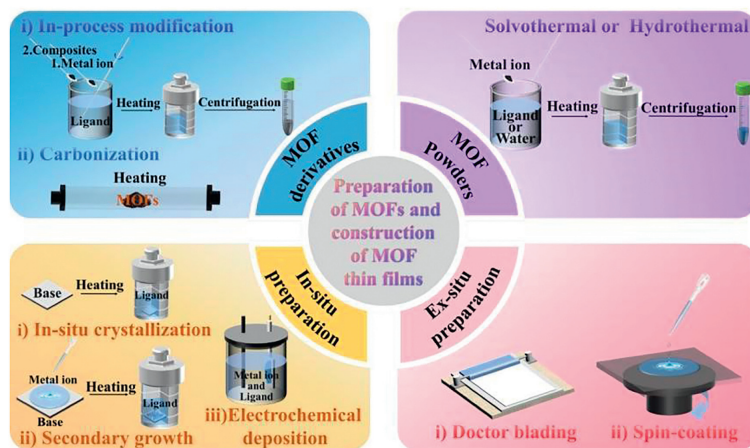 i) In-process modification
2.Composites
1.Metal ion
Ligand
Heating
Centrifugation
ii) Carbonization
Heating
MOFs
MOF
derivatives
Solvothermal or Hydrothermal
Metal ion
Ligand
or
Water
Heating
Centrifugation
MOF
Powders
Preparation
of MOFs and
construction
of MOF
thin films
In-situ
preparation
Base
Heating
Ligand
i) In-situ crystallization
Metal ion
Base
Heating
Ligand
ii) Secondary growth
Metal ion
and
Ligand
iii)Electrochemical
deposition
Ex-situ
preparation
i) Doctor blading
ii) Spin-coating